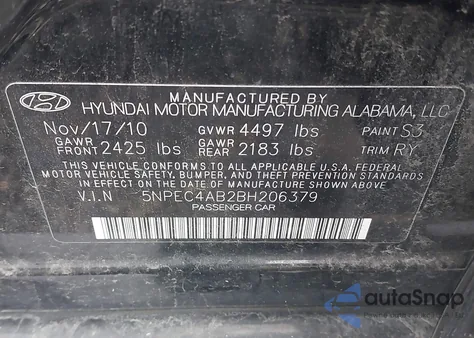 MANUFACTURED BY
HYUNDAI MOTOR MANUFACTURING ALABAMA, LLC
Nov/17/10 GVWR 4497 lbs PAINT S3
GAWR FRONT 2425 lbs GAWR REAR 2183 lbs TRIM RY
THIS VEHICLE CONFORMS TO ALL APPLICABLE U.S.A. FEDERAL
MOTOR VEHICLE SAFETY, BUMPER, AND THEFT PREVENTION STANDARDS
IN EFFECT ON THE DATE OF MANUFACTURE SHOWN ABOVE.
V.I.N 5NPEC4AB2BH206379
PASSENGER CAR
autoSnap